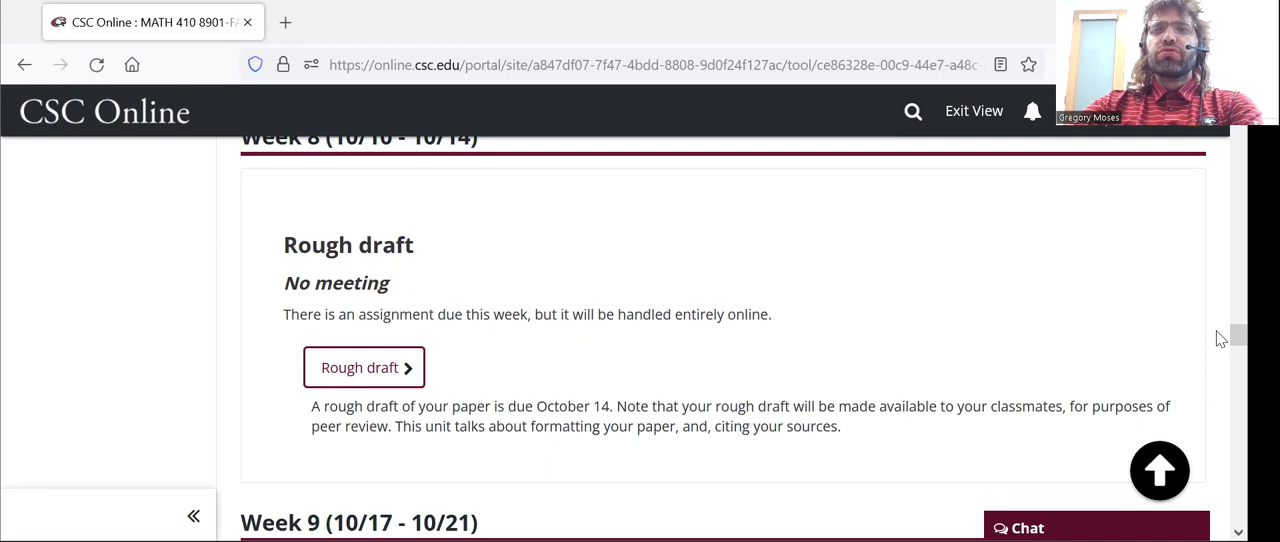 CSC Online : MATH 410 8901-FA
https://online.csc.edu/portal/site/a847df07-7f47-4bdd-8808-9d0f24f127ac/tool/ce86328e-00c9-44e7-a48c-
Gregory Moses
CSC Online
Exit View
Week 8 (10/10 - 10/14)
Rough draft
No meeting
There is an assignment due this week, but it will be handled entirely online.
Rough draft
A rough draft of your paper is due October 14. Note that your rough draft will be made available to your classmates, for purposes of
peer review. This unit talks about formatting your paper, and, citing your sources.
Week 9 (10/17 - 10/21)
Chat